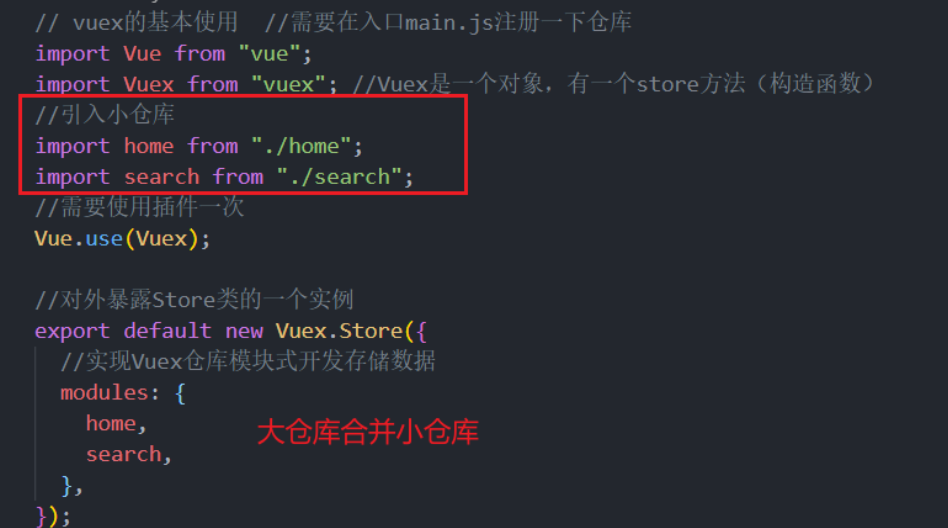 // vuex的基本使用  //需要在入口main.js注册一下仓库
import Vue from "vue";
import Vuex from "vuex"; //Vuex是一个对象，有一个store方法（构造函数）
//引入小仓库
import home from "./home";
import search from "./search";
//需要使用插件一次
Vue.use(Vuex);
//对外暴露Store类的一个实例
export default new Vuex.Store({
//实现Vuex仓库模块式开发存储数据
modules: {
home,
大仓库合并小仓库
search,
},
});